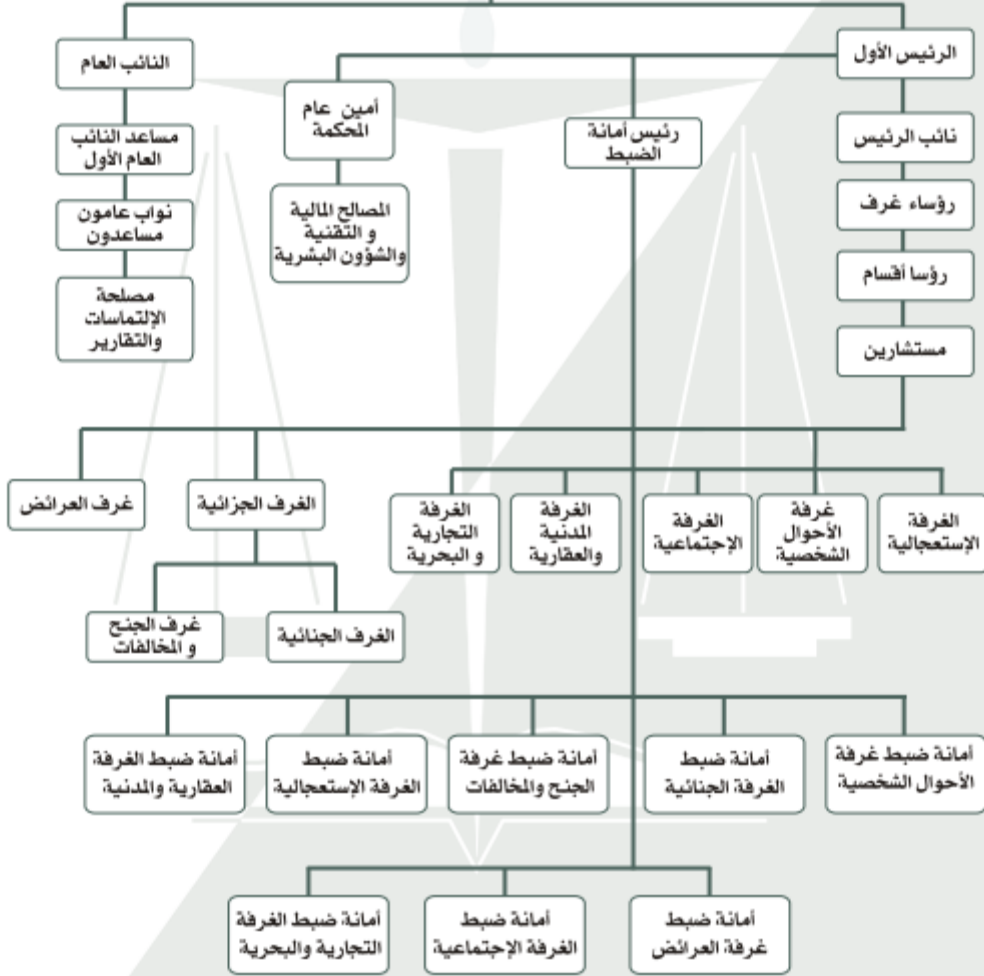 الرئيس الأول
النائب العام
أمين عام
المحكمة
رئيس أمانة
الضبط
نائب الرئيس
مساعد النائب
العام الأول
رؤساء غرف
المصالح المالية
و التقنية
والشؤون البشرية
نواب عامون
مساعدون
رؤسا أقسام
مصلحة
الإلتماسات
والتقارير
مستشارين
الغرفة
الإستعجالية
غرفة
الأحوال
الشخصية
الغرفة
الإجتماعية
الغرفة
المدنية
والعقارية
الغرفة
التجارية
و البحرية
الغرف الجزائية
غرف العرائض
الغرف الجنائية
غرف الجنح
و المخالفات
أمانة ضبط غرفة
الأحوال الشخصية
أمانة ضبط
الغرفة الجنائية
أمانة ضبط غرفة
الجنح والمخالفات
أمانة ضبط
الغرفة الإستعجالية
أمانة ضبط الغرفة
العقارية والمدنية
أمانة ضبط
غرفة العرائض
أمانة ضبط
الغرفة الإجتماعية
أمانة ضبط الغرفة
التجارية والبحرية